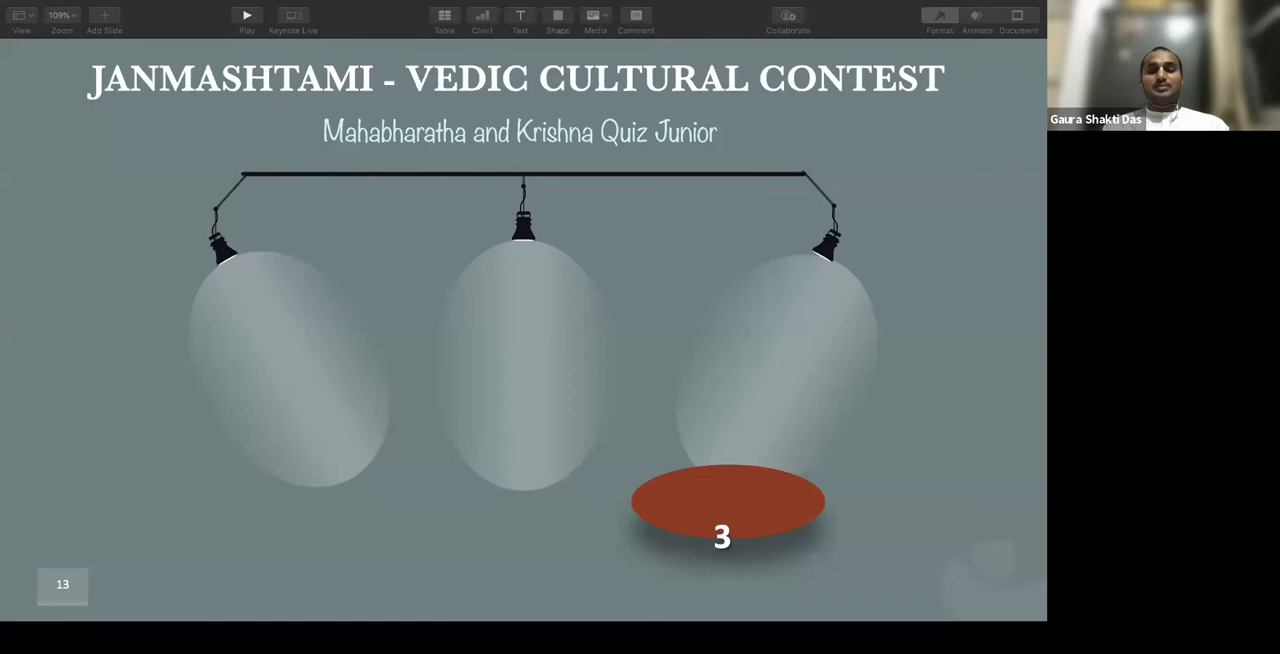 View
109%
Zoom
Add Slide
Play
Keynote Live
Table
Chart
Text
Shape
Media
Comment
Collaborate
Format
Animate
Document
JANMASHTAMI - VEDIC CULTURAL CONTEST
Mahabharatha and Krishna Quiz Junior
3
13
Gaura Shakti Das